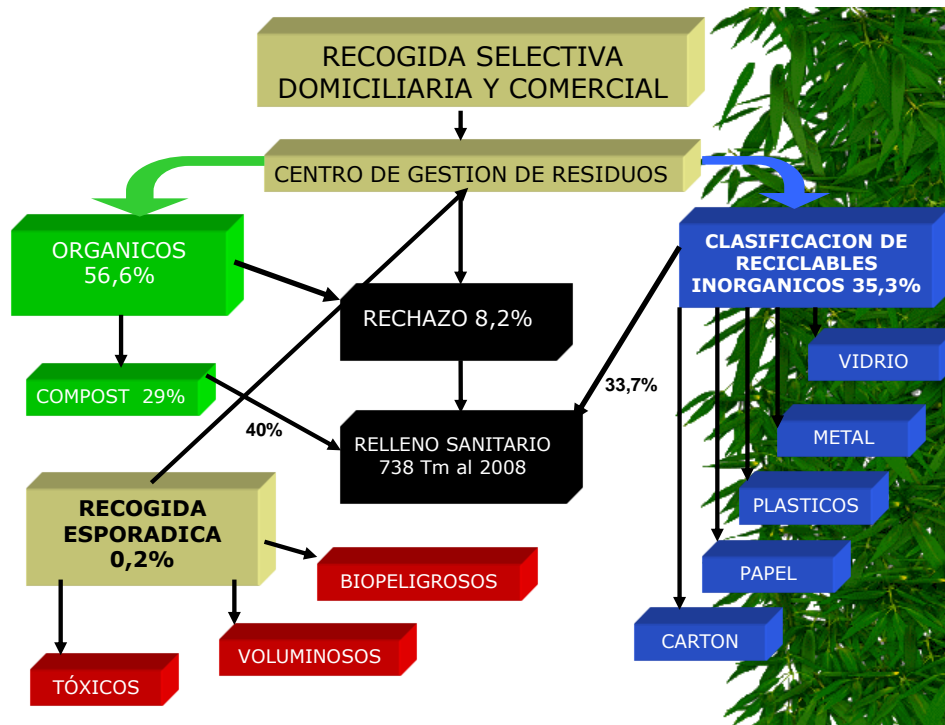 RECOGIDA SELECTIVA
DOMICILIARIA Y COMERCIAL
CENTRO DE GESTION DE RESIDUOS
ORGANICOS
56,6%
CLASIFICACION DE
RECICLABLES
INORGANICOS 35,3%
RECHAZO 8,2%
VIDRIO
COMPOST 29%
33,7%
40%
RELLENO SANITARIO
738 Tm al 2008
METAL
RECOGIDA
ESPORADICA
0,2%
PLASTICOS
BIOPELIGROSOS
PAPEL
VOLUMINOSOS
CARTON
TÓXICOS